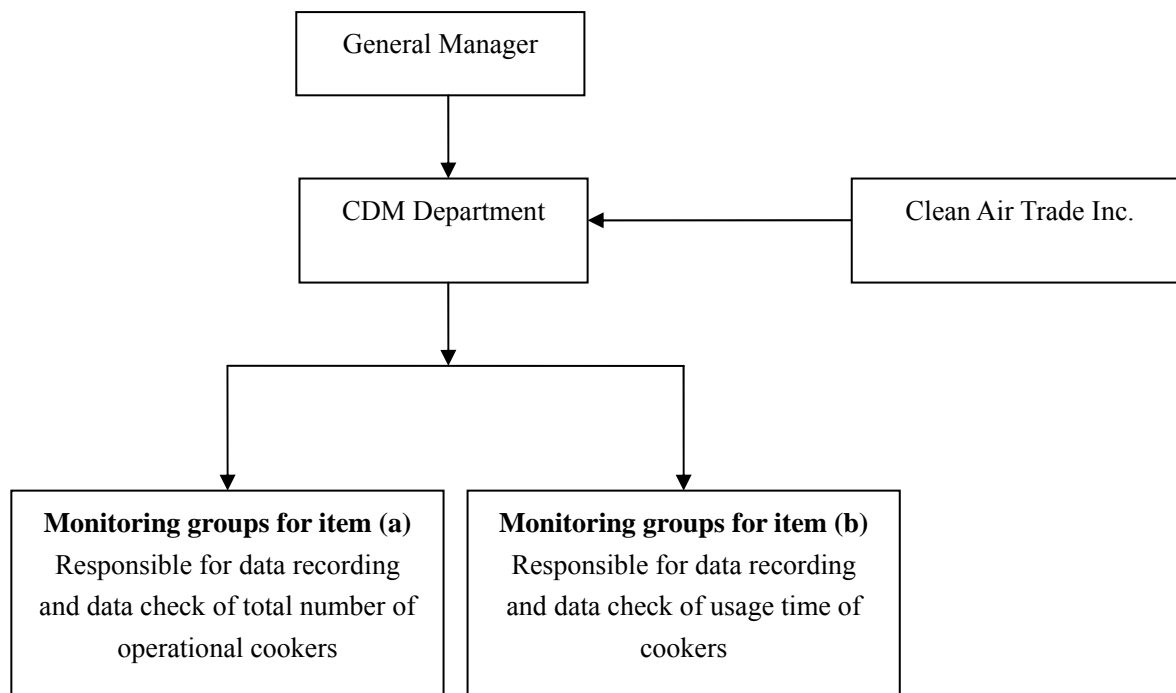 General Manager
CDM Department
Clean Air Trade Inc.
Monitoring groups for item (a)
Responsible for data recording
and data check of total number of
operational cookers
Monitoring groups for item (b)
Responsible for data recording
and data check of usage time of
cookers